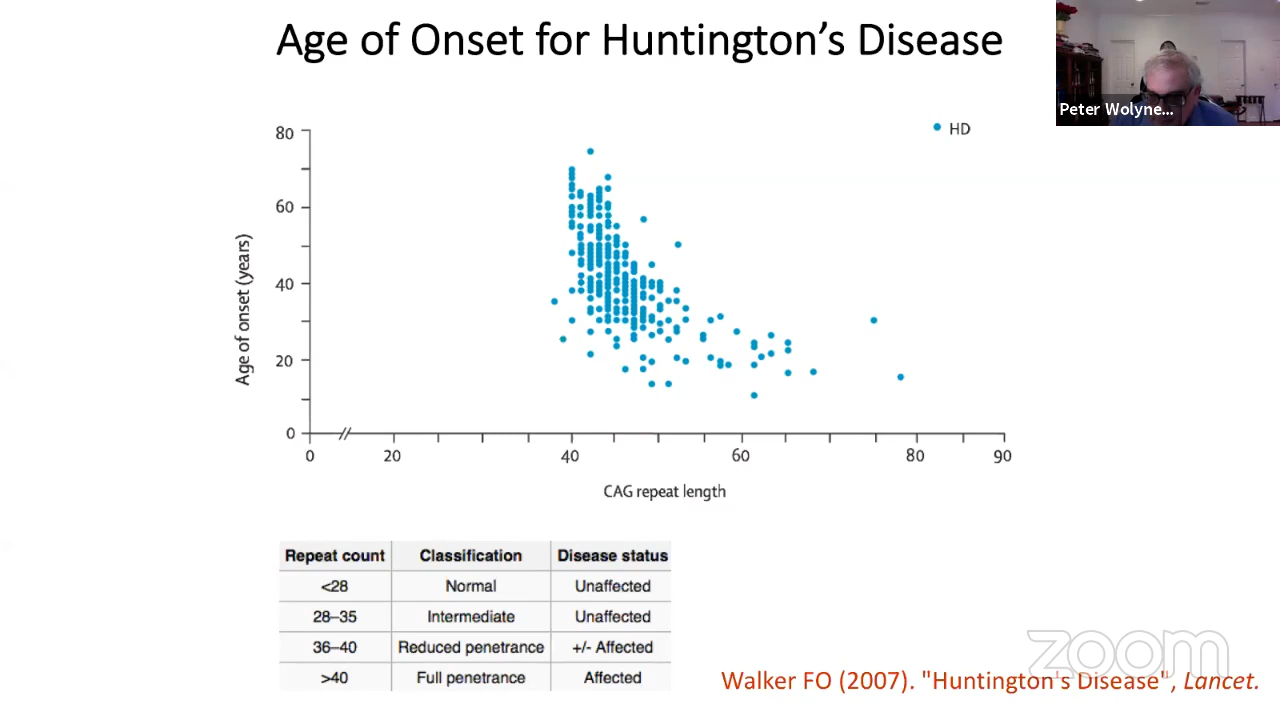 Age of Onset for Huntington's Disease
Peter Wolyne...
HD
80
60
40
20
0
Age of onset (years)
0 20 40 60 80 90
CAG repeat length
Repeat count Classification Disease status
<28 Normal Unaffected
28–35 Intermediate Unaffected
36–40 Reduced penetrance +/- Affected
>40 Full penetrance Affected
zoom
Walker FO (2007). "Huntington's Disease", Lancet.